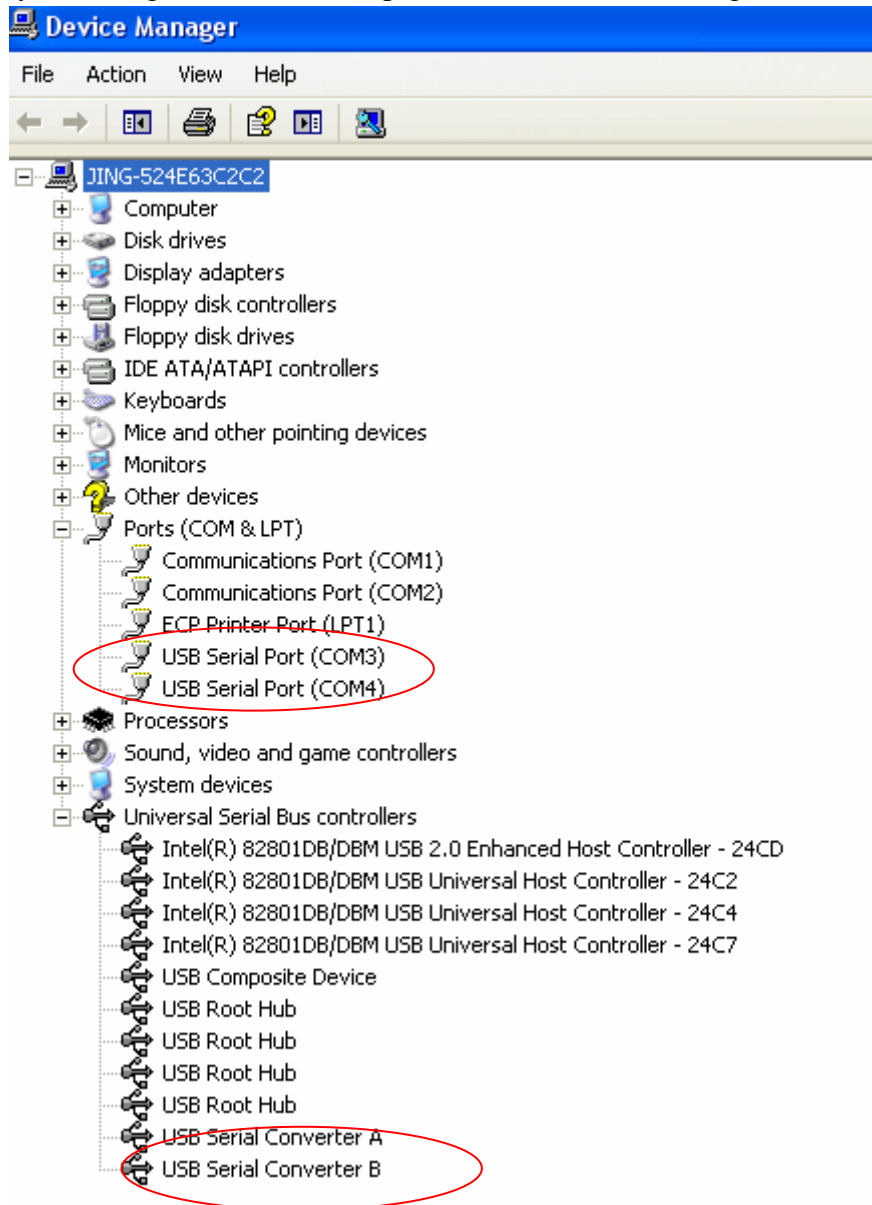 Device Manager
File Action View Help
JING-524E63C2C2
Computer
Disk drives
Display adapters
Floppy disk controllers
Floppy disk drives
IDE ATA/ATAPI controllers
Keyboards
Mice and other pointing devices
Monitors
Other devices
Ports (COM & LPT)
Communications Port (COM1)
Communications Port (COM2)
ECP Printer Port (LPT1)
USB Serial Port (COM3)
USB Serial Port (COM4)
Processors
Sound, video and game controllers
System devices
Universal Serial Bus controllers
Intel(R) 82801DB/DBM USB 2.0 Enhanced Host Controller - 24CD
Intel(R) 82801DB/DBM USB Universal Host Controller - 24C2
Intel(R) 82801DB/DBM USB Universal Host Controller - 24C4
Intel(R) 82801DB/DBM USB Universal Host Controller - 24C7
USB Composite Device
USB Root Hub
USB Root Hub
USB Root Hub
USB Root Hub
USB Serial Converter A
USB Serial Converter B